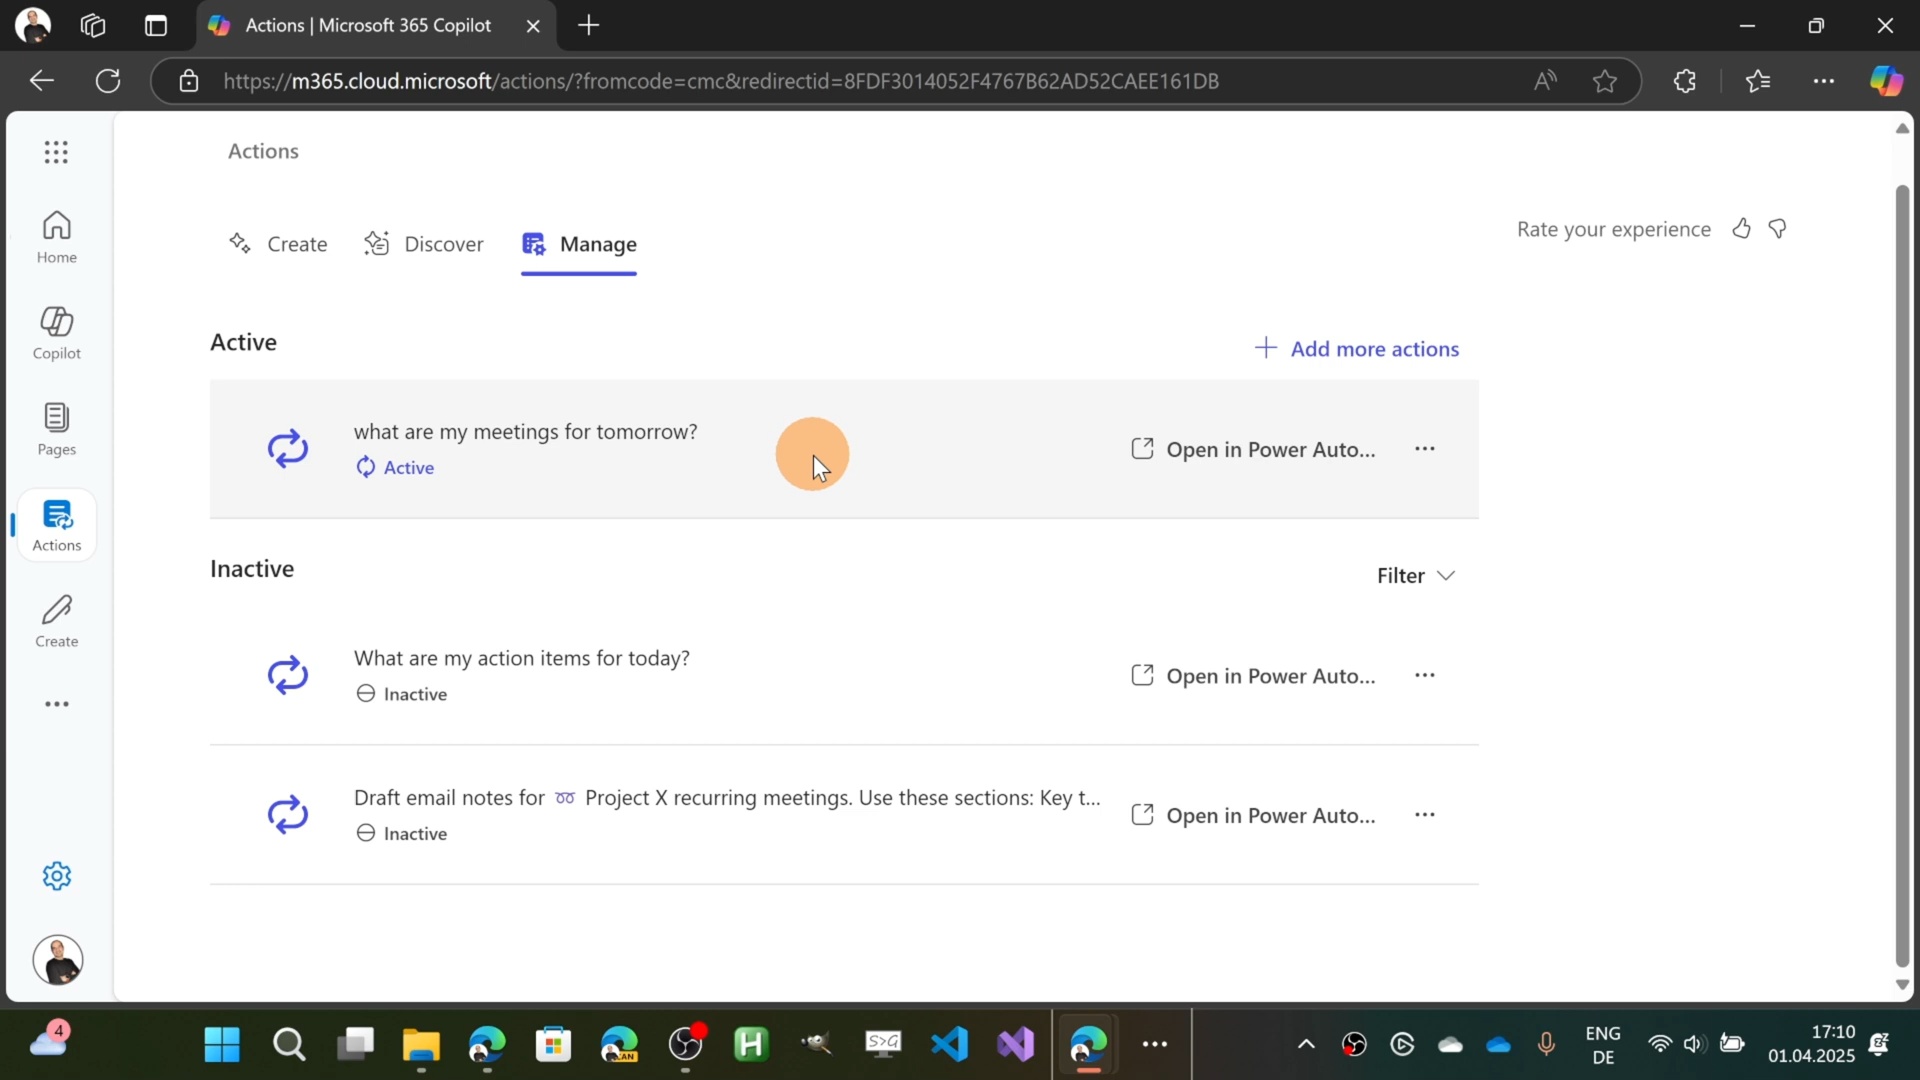 Actions | Microsoft 365 Copilot
https://m365.cloud.microsoft/actions/?fromcode=cmc&redirectid=8FDF3014052F4767B62AD52CAEE161DB
Actions
Home
Copilot
Pages
Actions
Create
Create
Discover
Manage
Rate your experience
Active
Add more actions
what are my meetings for tomorrow?
Active
Open in Power Auto...
Inactive
Filter
What are my action items for today?
Inactive
Open in Power Auto...
Draft email notes for Project X recurring meetings. Use these sections: Key t...
Inactive
Open in Power Auto...
4
CAN
H
S>G
ENG
DE
17:10
01.04.2025